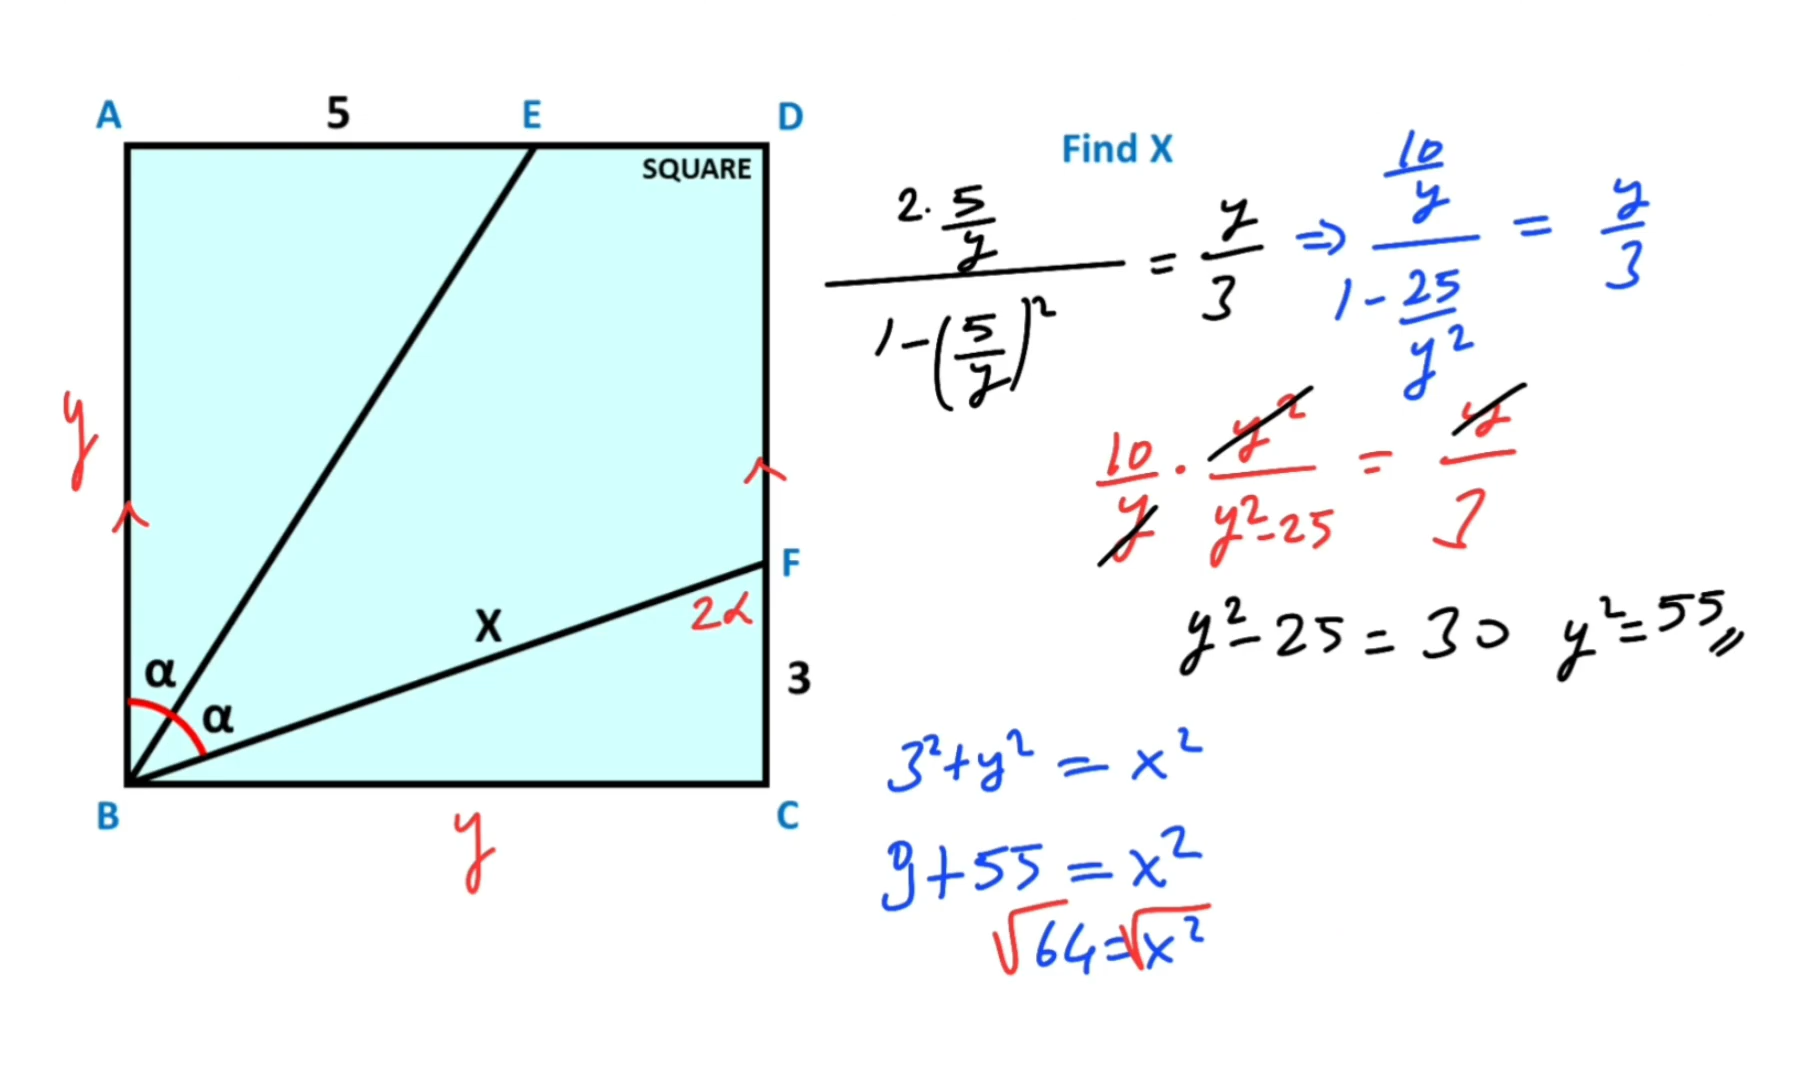 A 5 E D
SQUARE
Find X
2·5/y / 1-(5/y)² = y/3 ⇒ 10/y / 1-25/y² = y/3
10/y · y²/y²-25 = y/3
y
F
2α
X
3
α
α
B
C
y
y²-25=30 y²=55
3²+y²=x²
9+55=x²
√64=√x²